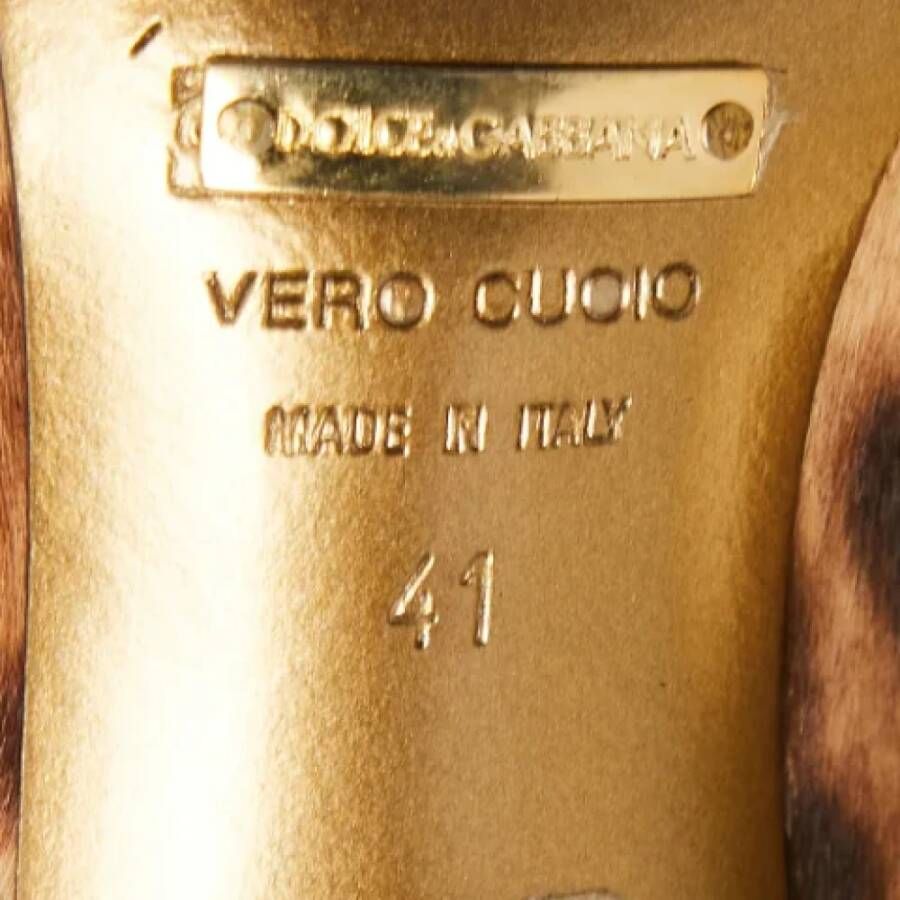 DOLCE & GABBANA
VERO CUOIO
MADE IN ITALY
41